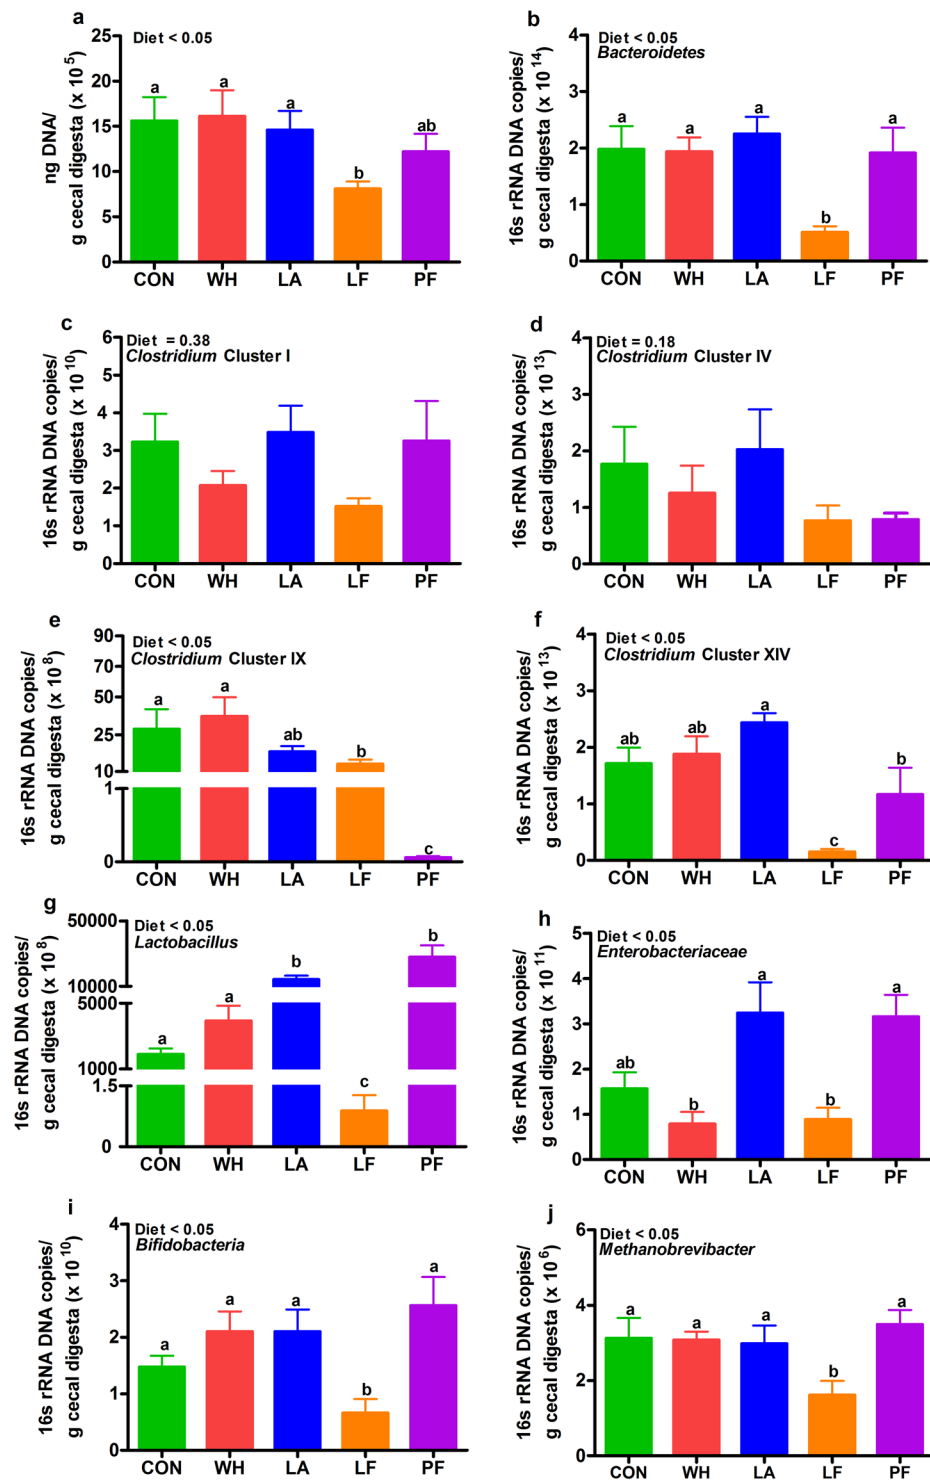 a
Diet < 0.05
ng DNA/
g cecal digesta (x 10 5)
25
20
15
10
5
0
a
a
a
b
ab
CON WH LA LF PF
b
Diet < 0.05
Bacteroidetes
16s rRNA DNA copies/
g cecal digesta (x 10 14)
4
3
2
1
0
a
a
a
b
a
CON WH LA LF PF
c
Diet = 0.38
Clostridium Cluster I
16s rRNA DNA copies/
g cecal digesta (x 10 10)
6
5
4
3
2
1
0
CON WH LA LF PF
d
Diet = 0.18
Clostridium Cluster IV
16s rRNA DNA copies/
g cecal digesta (x 10 13)
4
3
2
1
0
CON WH LA LF PF
e
Diet < 0.05
Clostridium Cluster IX
16s rRNA DNA copies/
g cecal digesta (x 10 8)
90
70
50
25
10
1
0
a
a
ab
b
c
CON WH LA LF PF
f
Diet < 0.05
Clostridium Cluster XIV
16s rRNA DNA copies/
g cecal digesta (x 10 13)
4
3
2
1
0
ab
ab
a
c
b
CON WH LA LF PF
g
Diet < 0.05
Lactobacillus
16s rRNA DNA copies/
g cecal digesta (x 10 8)
50000
10000
5000
1000
1.5
0
a
a
b
c
b
CON WH LA LF PF
h
Diet < 0.05
Enterobacteriaceae
16s rRNA DNA copies/
g cecal digesta (x 10 11)
5
4
3
2
1
0
ab
b
a
b
a
CON WH LA LF PF
i
Diet < 0.05
Bifidobacteria
16s rRNA DNA copies/
g cecal digesta (x 10 10)
4
3
2
1
0
a
a
a
b
a
CON WH LA LF PF
j
Diet < 0.05
Methanobrevibacter
16s rRNA DNA copies/
g cecal digesta (x 10 6)
6
4
2
0
a
a
a
b
a
CON WH LA LF PF